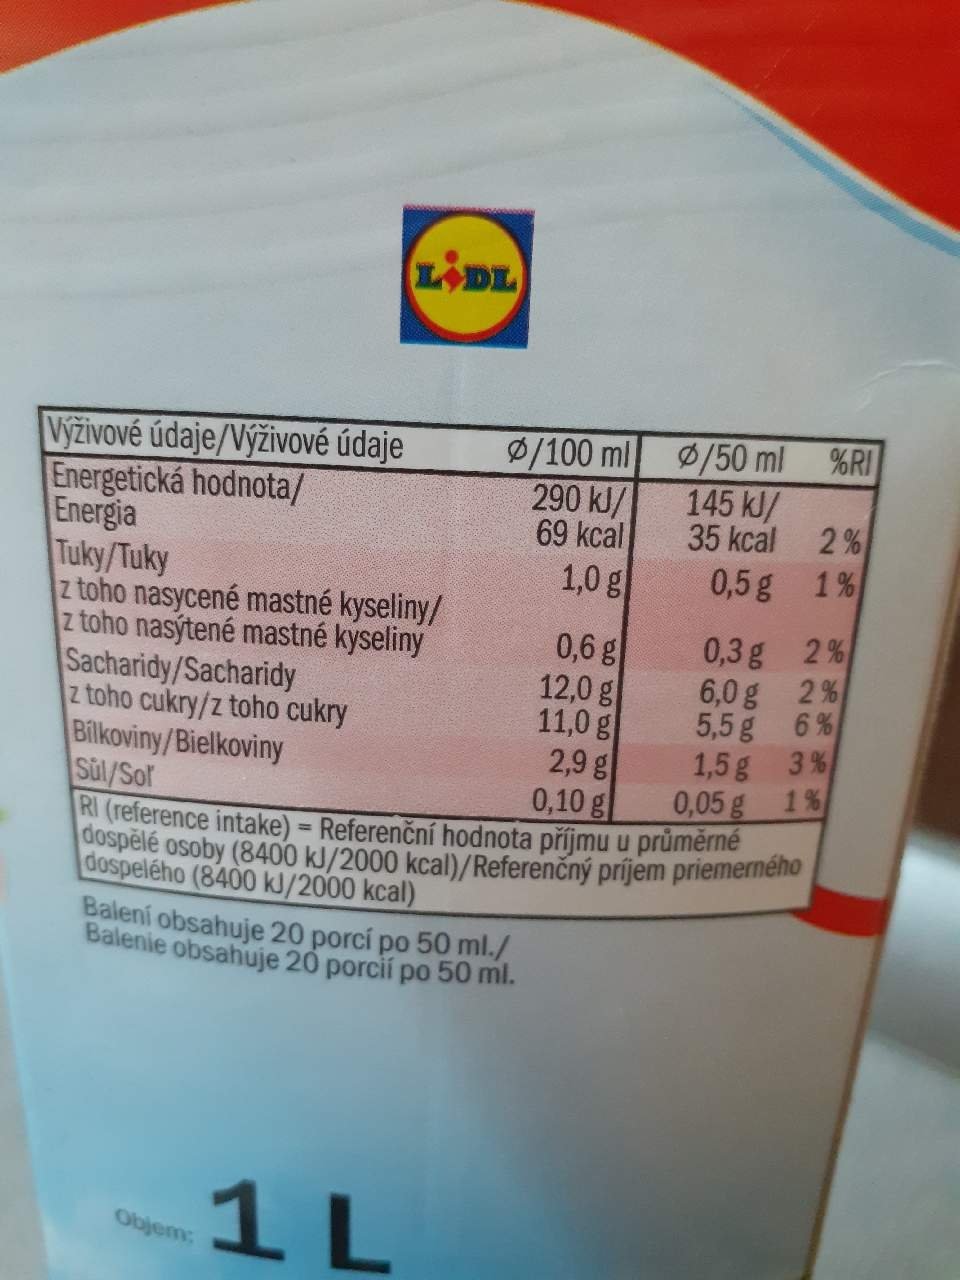 LIDL
Výživové údaje/Výživové údaje Ø/100 ml Ø/50 ml %RI
Energetická hodnota/ 290 kJ/ 145 kJ/
Energia 69 kcal 35 kcal 2 %
Tuky/Tuky 1,0 g 0,5 g 1 %
z toho nasycené mastné kyseliny/
z toho nasýtené mastné kyseliny 0,6 g 0,3 g 2 %
Sacharidy/Sacharidy 12,0 g 6,0 g 2 %
z toho cukry/z toho cukry 11,0 g 5,5 g 6 %
Bílkoviny/Bielkoviny 2,9 g 1,5 g 3 %
Sůl/Soľ 0,10 g 0,05 g 1 %
RI (reference intake) = Referenční hodnota příjmu u průměrné
dospělé osoby (8400 kJ/2000 kcal)/Referenčný príjem priemerného
dospelého (8400 kJ/2000 kcal)
Balení obsahuje 20 porcí po 50 ml./
Balenie obsahuje 20 porcií po 50 ml.
Objem: 1 L